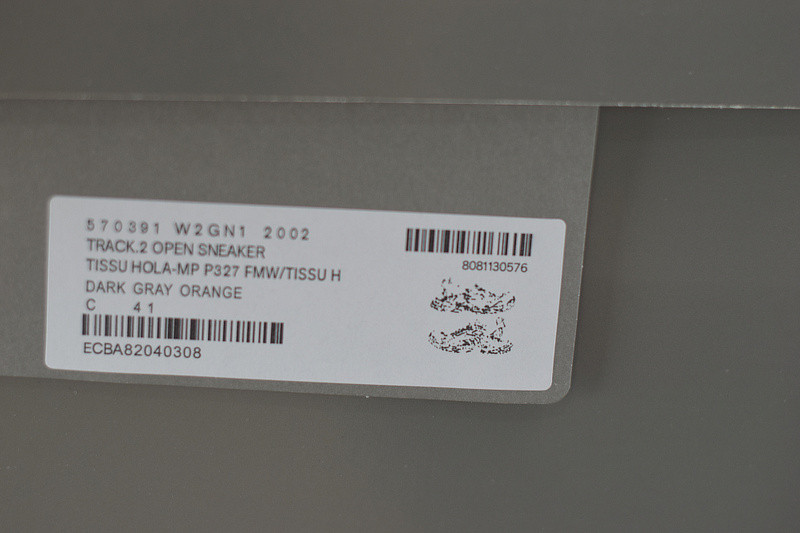 570391 W2GN1 2002
TRACK.2 OPEN SNEAKER
TISSU HOLA-MP P327 FMW/TISSU H
DARK GRAY ORANGE
C 41
ECBA82040308
8081130576